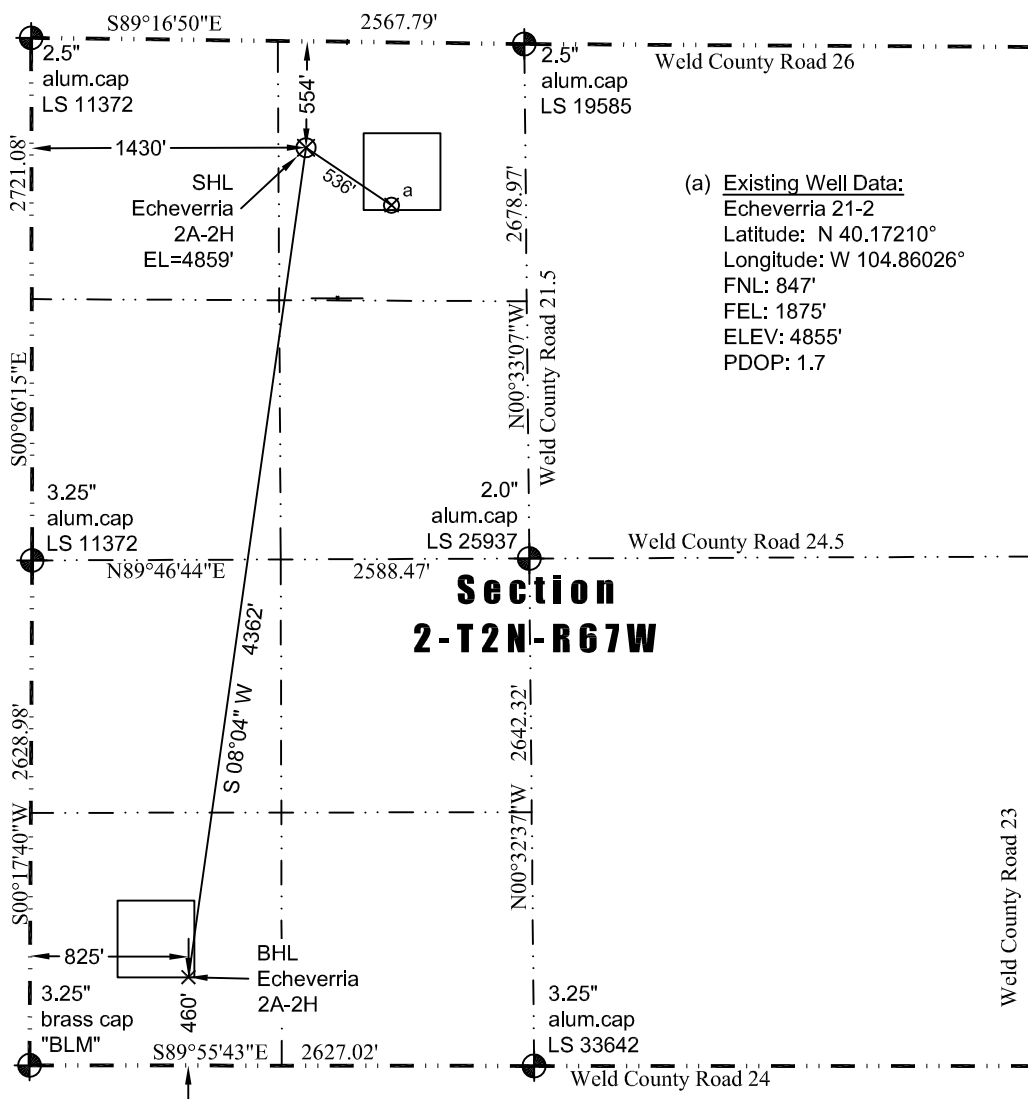 S89°16'50"E 2567.79'
2.5"
alum.cap
LS 11372
2.5"
alum.cap
LS 19585
Weld County Road 26
554'
1430'
2721.08'
SHL
Echeverria
2A-2H
EL=4859'
536'
a
2678.97'
(a) Existing Well Data:
Echeverria 21-2
Latitude: N 40.17210°
Longitude: W 104.86026°
FNL: 847'
FEL: 1875'
ELEV: 4855'
PDOP: 1.7
S00°06'15"E
N00°33'07"W
Weld County Road 21.5
3.25"
alum.cap
LS 11372
2.0"
alum.cap
LS 25937
Weld County Road 24.5
N89°46'44"E 2588.47'
Section
2-T2N-R67W
S 08°04" W 4362'
S00°17'40"W 2628.98'
N00°32'37"W 2642.32'
Weld County Road 23
825'
BHL
Echeverria
2A-2H
460'
3.25"
brass cap
"BLM"
3.25"
alum.cap
LS 33642
S89°55'43"E 2627.02'
Weld County Road 24